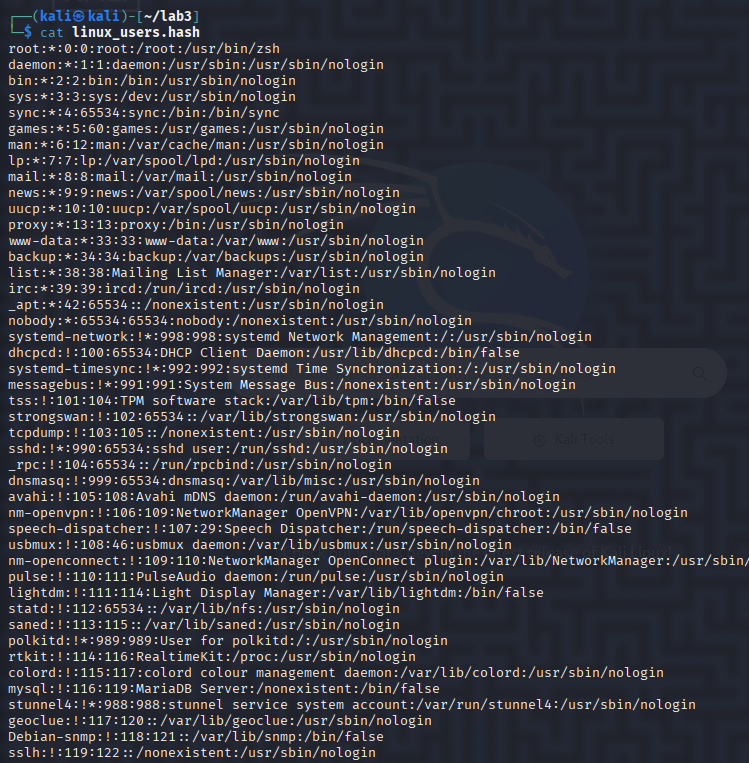 ┌──(kali㉿kali)-[~/lab3]
└─$ cat linux_users.hash
root:*:0:0:root:/root:/usr/bin/zsh
daemon:*:1:1:daemon:/usr/sbin:/usr/sbin/nologin
bin:*:2:2:bin:/bin:/usr/sbin/nologin
sys:*:3:3:sys:/dev:/usr/sbin/nologin
sync:*:4:65534:sync:/bin:/bin/sync
games:*:5:60:games:/usr/games:/usr/sbin/nologin
man:*:6:12:man:/var/cache/man:/usr/sbin/nologin
lp:*:7:7:lp:/var/spool/lpd:/usr/sbin/nologin
mail:*:8:8:mail:/var/mail:/usr/sbin/nologin
news:*:9:9:news:/var/spool/news:/usr/sbin/nologin
uucp:*:10:10:uucp:/var/spool/uucp:/usr/sbin/nologin
proxy:*:13:13:proxy:/bin:/usr/sbin/nologin
www-data:*:33:33:www-data:/var/www:/usr/sbin/nologin
backup:*:34:34:backup:/var/backups:/usr/sbin/nologin
list:*:38:38:Mailing List Manager:/var/list:/usr/sbin/nologin
irc:*:39:39:ircd:/run/ircd:/usr/sbin/nologin
_apt:*:42:65534::/nonexistent:/usr/sbin/nologin
nobody:*:65534:65534:nobody:/nonexistent:/usr/sbin/nologin
systemd-network:!*:998:998:systemd Network Management:/:/usr/sbin/nologin
dhcpcd:!:100:65534:DHCP Client Daemon:/usr/lib/dhcpcd:/bin/false
systemd-timesync:!*:992:992:systemd Time Synchronization:/:/usr/sbin/nologin
messagebus:!*:991:991:System Message Bus:/nonexistent:/usr/sbin/nologin
tss:!:101:104:TPM software stack:/var/lib/tpm:/bin/false
strongswan:!:102:65534::/var/lib/strongswan:/usr/sbin/nologin
tcpdump:!:103:105::/nonexistent:/usr/sbin/nologin
sshd:!*:990:65534:sshd user:/run/sshd:/usr/sbin/nologin
_rpc:!:104:65534::/run/rpcbind:/usr/sbin/nologin
dnsmasq:!:999:65534:dnsmasq:/var/lib/misc:/usr/sbin/nologin
avahi:!:105:108:Avahi mDNS daemon:/run/avahi-daemon:/usr/sbin/nologin
nm-openvpn:!:106:109:NetworkManager OpenVPN:/var/lib/openvpn/chroot:/usr/sbin/nologin
speech-dispatcher:!:107:29:Speech Dispatcher:/run/speech-dispatcher:/bin/false
usbmux:!:108:46:usbmux daemon:/var/lib/usbmux:/usr/sbin/nologin
nm-openconnect:!:109:110:NetworkManager OpenConnect plugin:/var/lib/NetworkManager:/usr/sbin/
pulse:!:110:111:PulseAudio daemon:/run/pulse:/usr/sbin/nologin
lightdm:!:111:114:Light Display Manager:/var/lib/lightdm:/bin/false
statd:!:112:65534::/var/lib/nfs:/usr/sbin/nologin
saned:!:113:115::/var/lib/saned:/usr/sbin/nologin
polkitd:!*:989:989:User for polkitd:/:/usr/sbin/nologin
rtkit:!:114:116:RealtimeKit:/proc:/usr/sbin/nologin
colord:!:115:117:colord colour management daemon:/var/lib/colord:/usr/sbin/nologin
mysql:!:116:119:MariaDB Server:/nonexistent:/bin/false
stunnel4:!*:988:988:stunnel service system account:/var/run/stunnel4:/usr/sbin/nologin
geoclue:!:117:120::/var/lib/geoclue:/usr/sbin/nologin
Debian-snmp:!:118:121::/var/lib/snmp:/bin/false
sslh:!:119:122::/nonexistent:/usr/sbin/nologin
Kali Tools